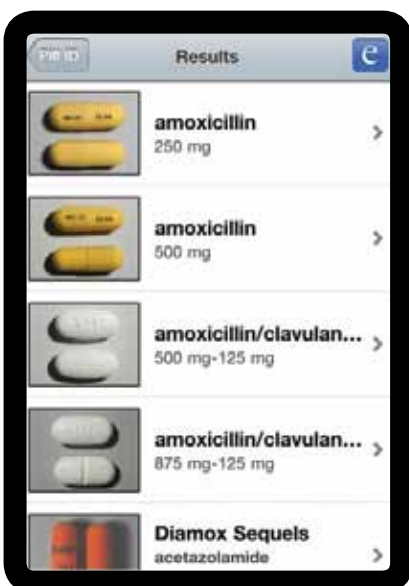 Pill ID
Results
e
amoxicillin
250 mg
amoxicillin
500 mg
amoxicillin/clavulan...
500 mg-125 mg
amoxicillin/clavulan...
875 mg-125 mg
Diamox Sequels
acetazolamide